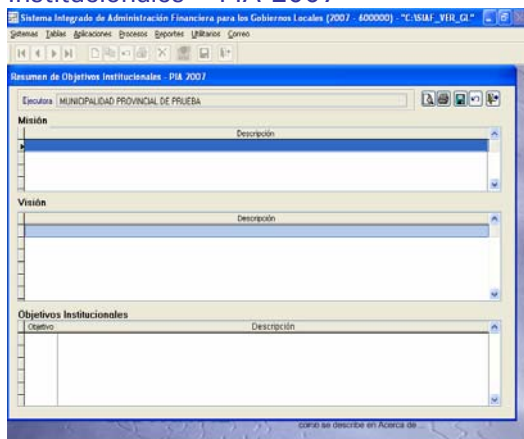 Institucionales - PIA 2007
Sistema Integrado de Administración Financiera para los Gobiernos Locales (2007 - 600000) - "C:\SIAF_VER_GL"
Sistemas Tablas Aplicaciones Procesos Reportes Utilitarios Correo
Resumen de Objetivos Institucionales - PIA 2007
Ejecutora MUNICIPALIDAD PROVINCIAL DE PRUEBA
Misión
Descripción
Visión
Descripción
Objetivos Institucionales
Objetivo Descripción
como se describe en Acerca de...